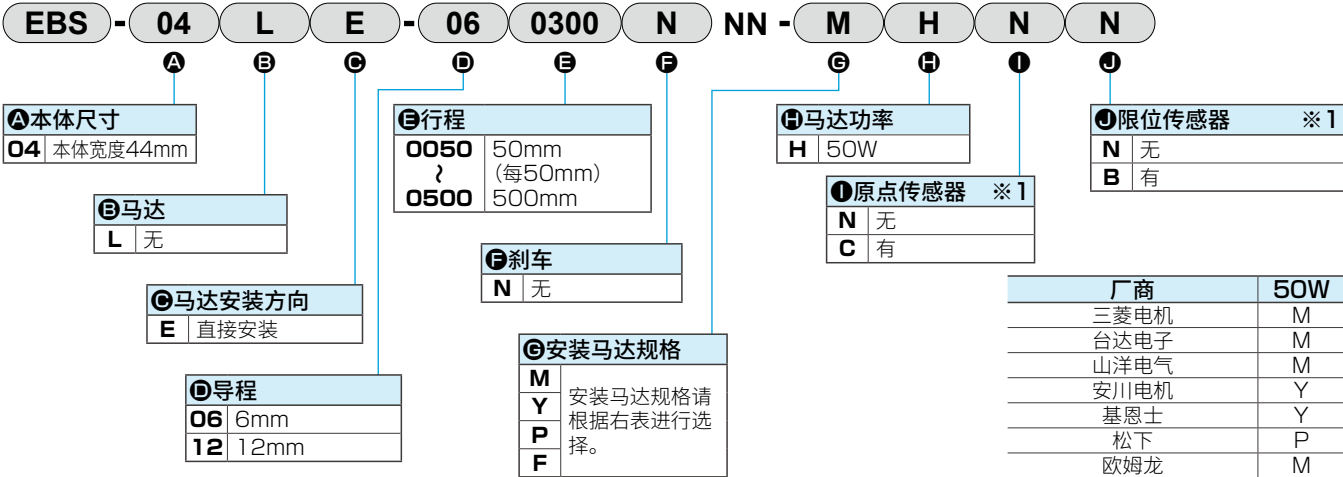 EBS - 04 L E - 06 0300 N NN - M H N N
A B C D E F G H I J
A本体尺寸
04 本体宽度44mm
B马达
L 无
C马达安装方向
E 直接安装
D导程
06 6mm
12 12mm
E行程
0050 50mm
~ (每50mm)
0500 500mm
F刹车
N 无
G安装马达规格
M
Y
P
F
安装马达规格请
根据右表进行选
择。
H马达功率
H 50W
I原点传感器 ※1
N 无
C 有
J限位传感器 ※1
N 无
B 有
厂商 50W
三菱电机 M
台达电子 M
山洋电气 M
安川电机 Y
基恩士 Y
松下 P
欧姆龙 M